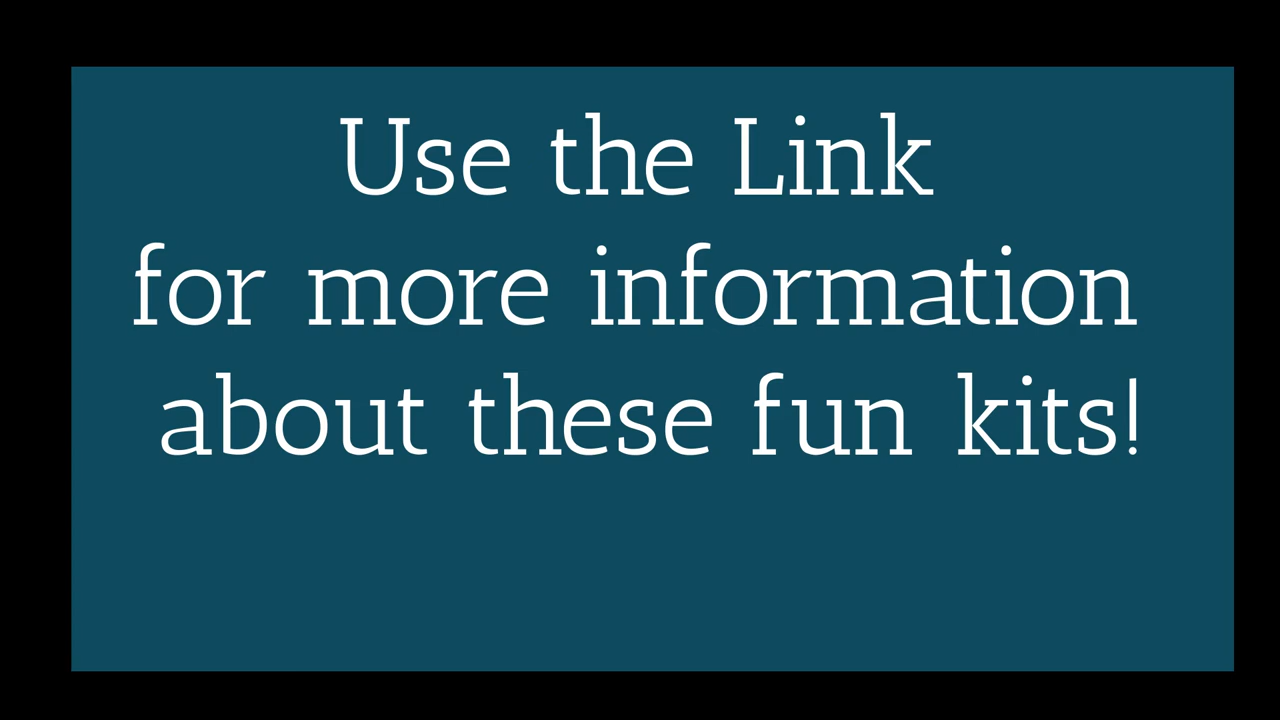 Use the Link
for more information
about these fun kits!